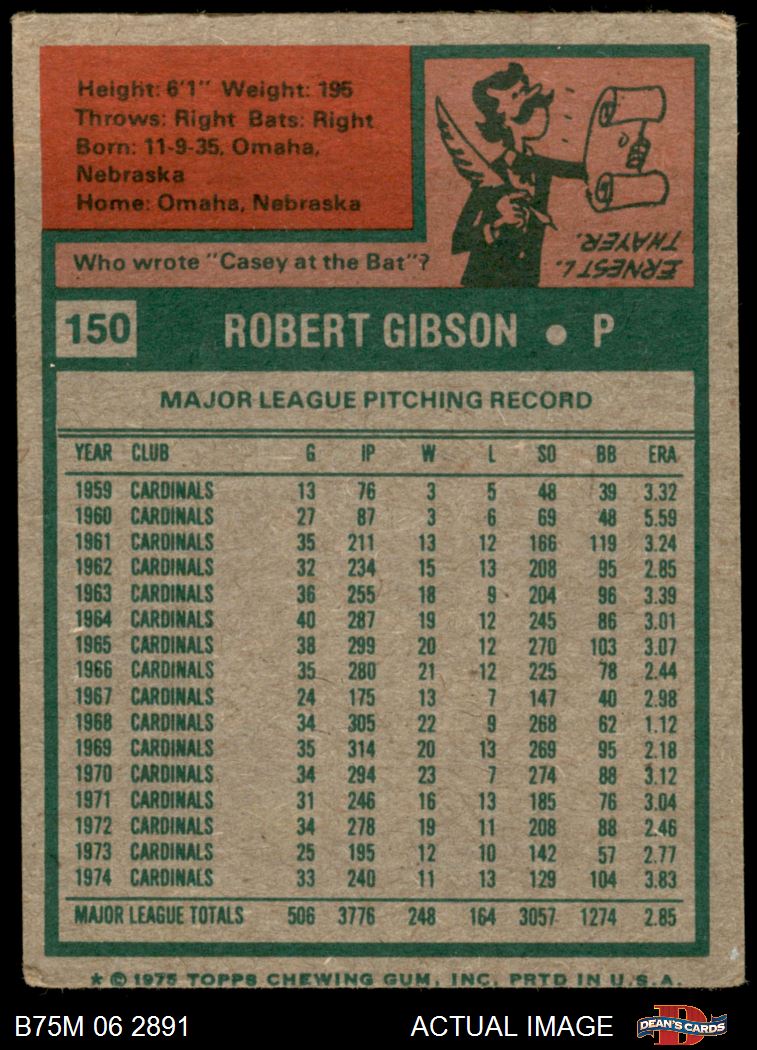 Height: 6'1" Weight: 195
Throws: Right Bats: Right
Born: 11-9-35, Omaha,
Nebraska
Home: Omaha, Nebraska
Who wrote "Casey at the Bat"?
ERNEST L.
THAYER.
150 ROBERT GIBSON • P
MAJOR LEAGUE PITCHING RECORD
YEAR CLUB G IP W L SO BB ERA
1959 CARDINALS 13 76 3 5 48 39 3.32
1960 CARDINALS 27 87 3 6 69 48 5.59
1961 CARDINALS 35 211 13 12 166 119 3.24
1962 CARDINALS 32 234 15 13 208 95 2.85
1963 CARDINALS 36 255 18 9 204 96 3.39
1964 CARDINALS 40 287 19 12 245 86 3.01
1965 CARDINALS 38 299 20 12 270 103 3.07
1966 CARDINALS 35 280 21 12 225 78 2.44
1967 CARDINALS 24 175 13 7 147 40 2.98
1968 CARDINALS 34 305 22 9 268 62 1.12
1969 CARDINALS 35 314 20 13 269 95 2.18
1970 CARDINALS 34 294 23 7 274 88 3.12
1971 CARDINALS 31 246 16 13 185 76 3.04
1972 CARDINALS 34 278 19 11 208 88 2.46
1973 CARDINALS 25 195 12 10 142 57 2.77
1974 CARDINALS 33 240 11 13 129 104 3.83
MAJOR LEAGUE TOTALS 506 3776 248 164 3057 1274 2.85
* © 1975 TOPPS CHEWING GUM, INC. PRTD IN U.S.A.
B75M 06 2891 ACTUAL IMAGE DEAN'S CARDS